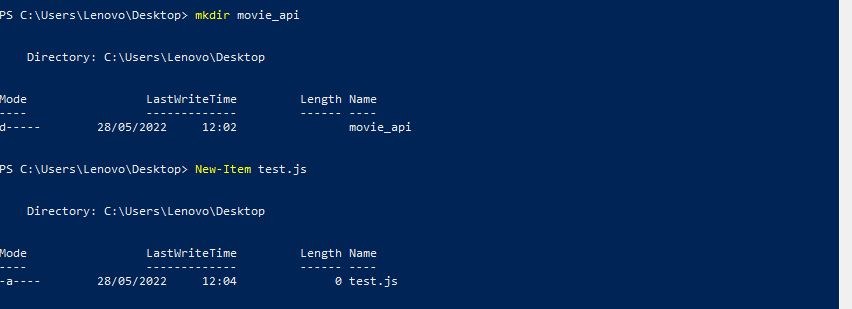 PS C:\Users\Lenovo\Desktop> mkdir movie_api
Directory: C:\Users\Lenovo\Desktop
Mode                 LastWriteTime         Length Name
----                 -------------         ------ ----
d-----        28/05/2022     12:02                movie_api
PS C:\Users\Lenovo\Desktop> New-Item test.js
Directory: C:\Users\Lenovo\Desktop
Mode                 LastWriteTime         Length Name
----                 -------------         ------ ----
-a----        28/05/2022     12:04              0 test.js